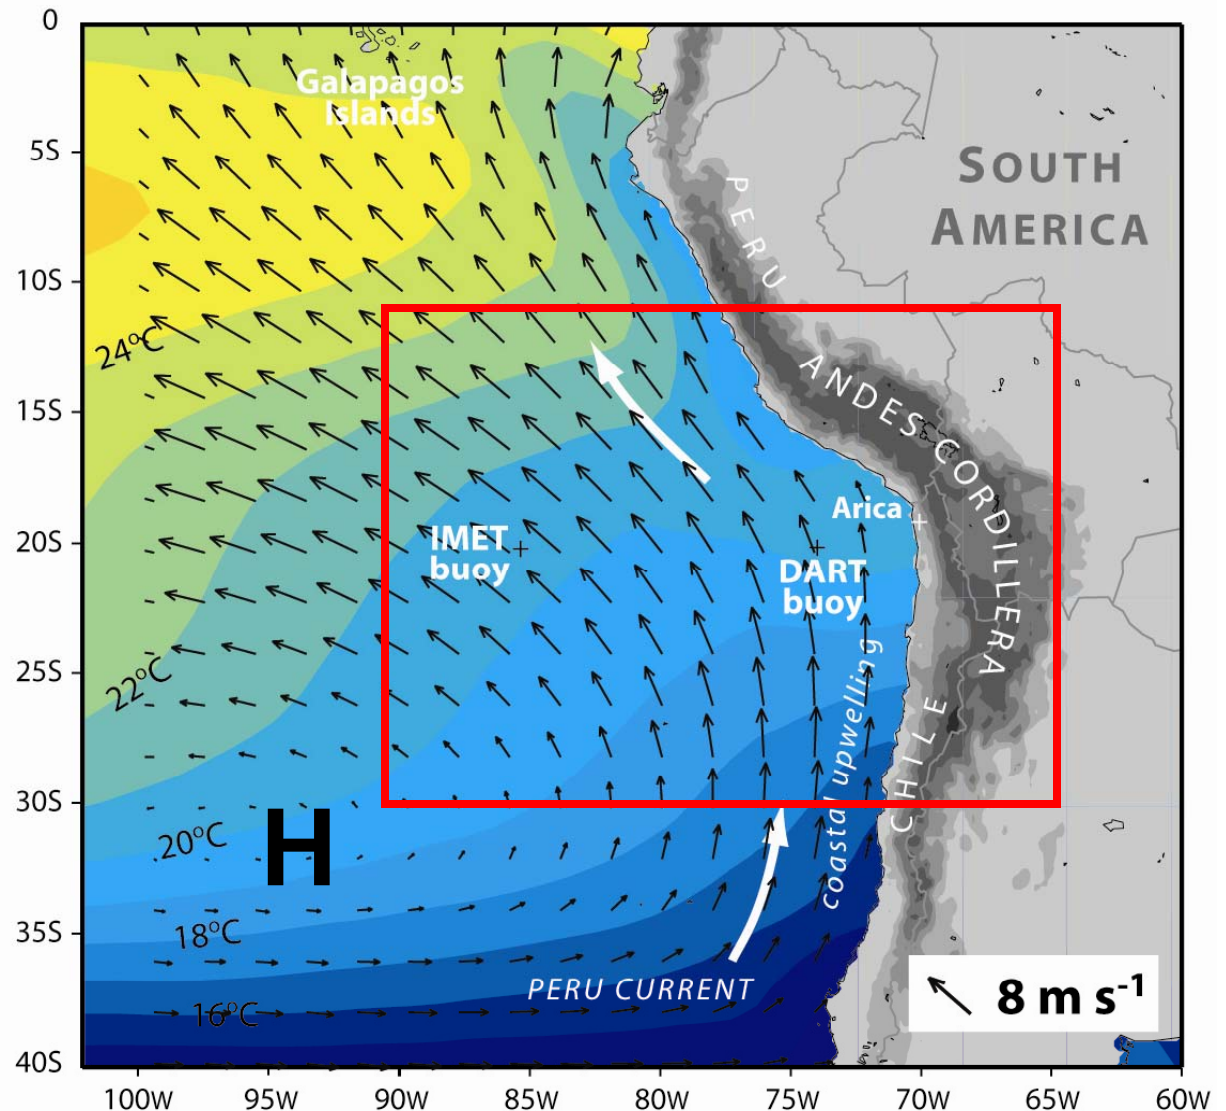 0
5S
10S
15S
20S
25S
30S
35S
40S
100W
95W
90W
85W
80W
75W
70W
65W
60W
Galapagos
Islands
SOUTH
AMERICA
PERU
24°C
ANDES CORDILLERA
Arica
IMET
buoy
DART
buoy
22°C
coastal upwelling
CHILE
H
20°C
18°C
PERU CURRENT
16°C
8 m s-1